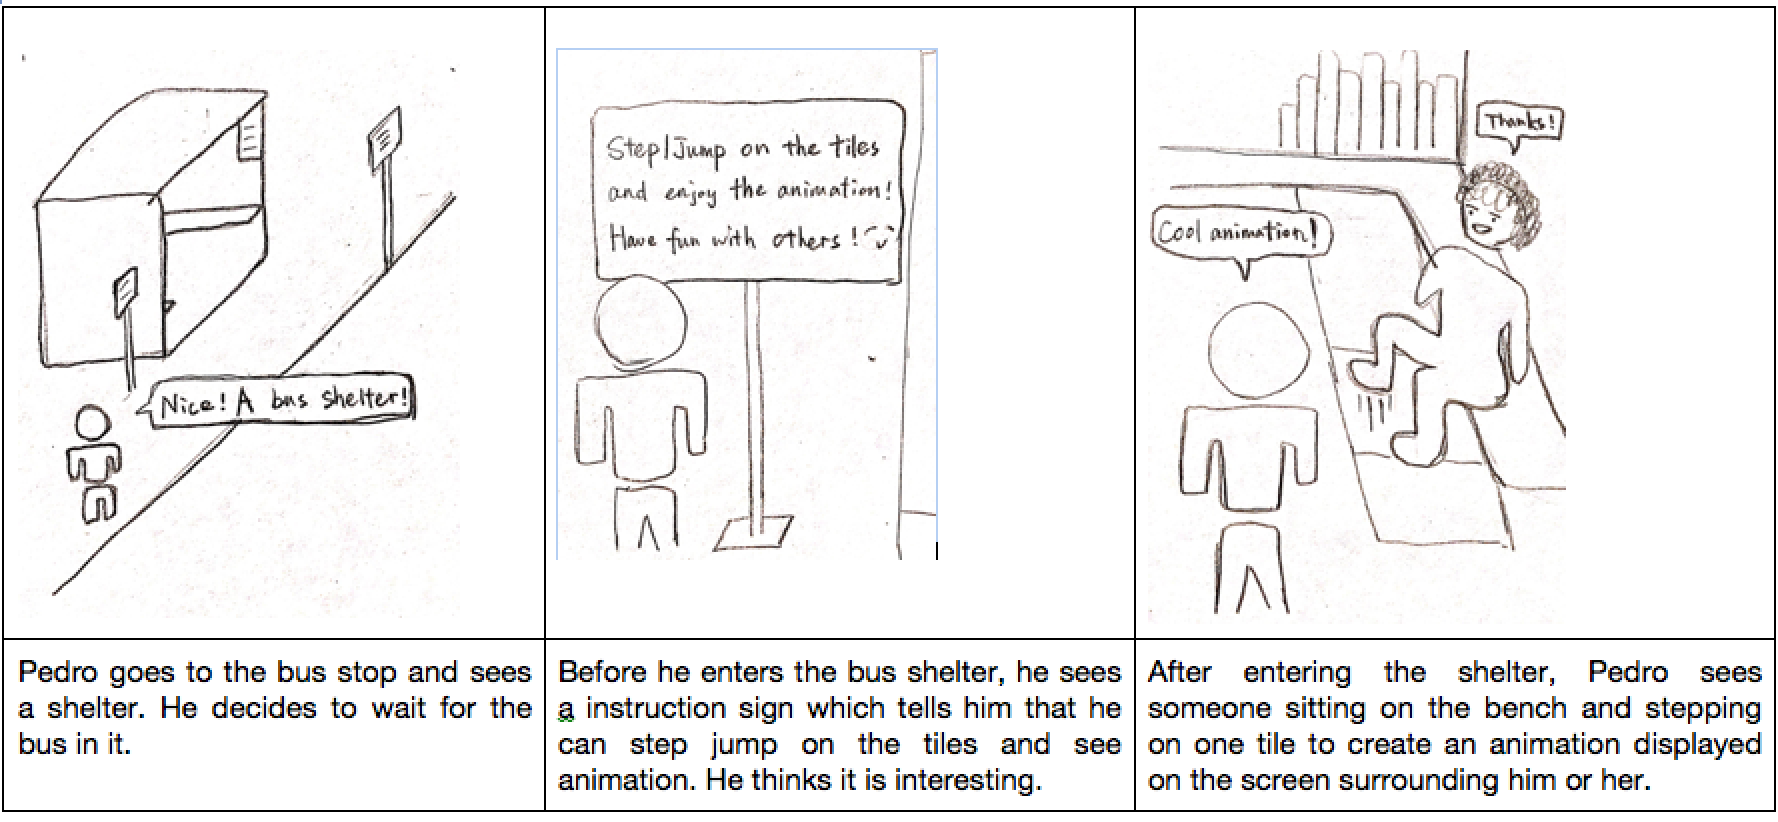 Nice! A bus shelter!
Step/Jump on the tiles
and enjoy the animation!
Have fun with others!
Thanks!
Cool animation!
Pedro goes to the bus stop and sees
a shelter. He decides to wait for the
bus in it.
Before he enters the bus shelter, he sees
a instruction sign which tells him that he
can step jump on the tiles and see
animation. He thinks it is interesting.
After entering the shelter, Pedro sees
someone sitting on the bench and stepping
on one tile to create an animation displayed
on the screen surrounding him or her.